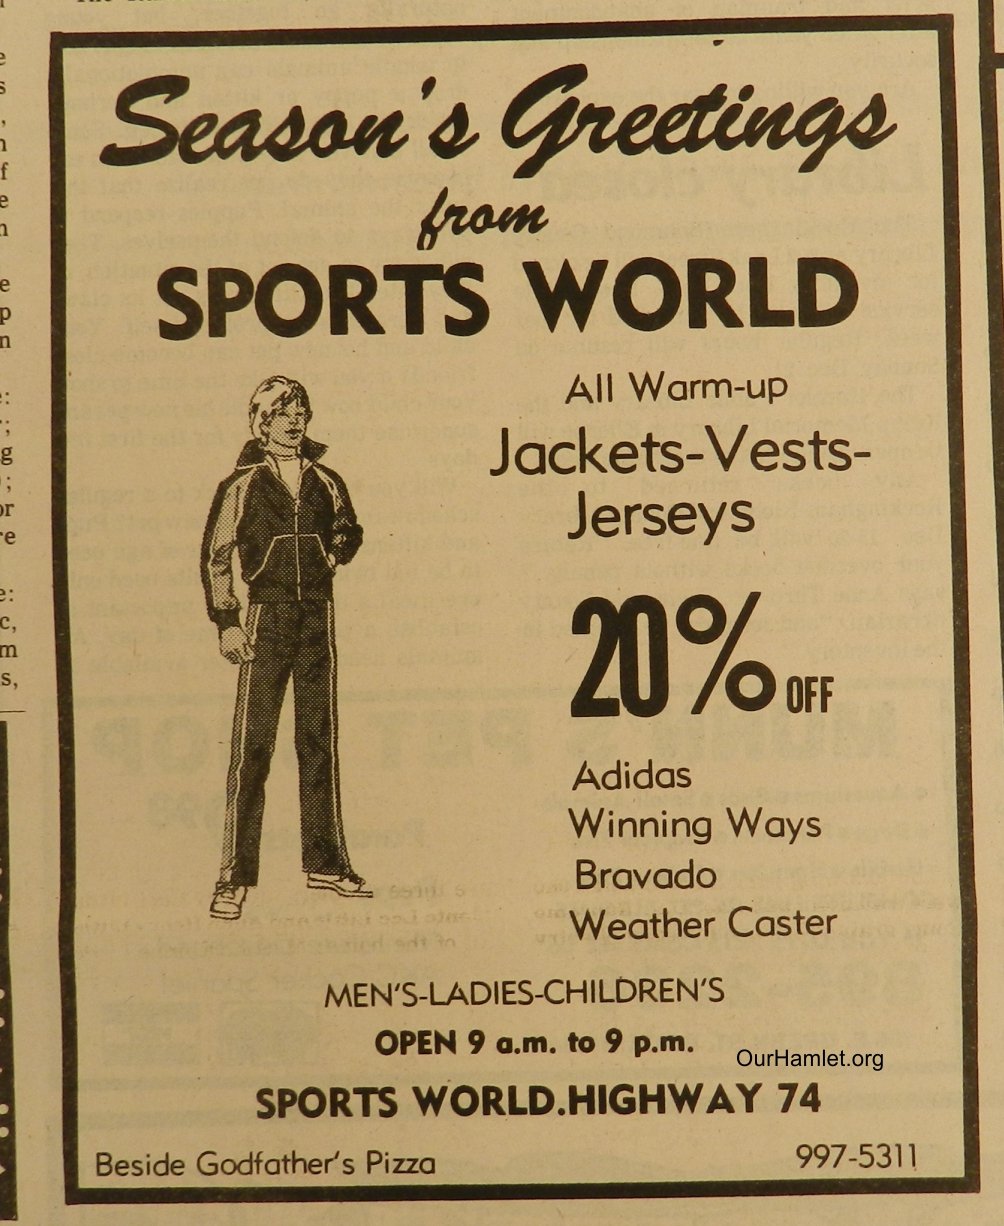 Season's Greetings
from
SPORTS WORLD
All Warm-up
Jackets-Vests-
Jerseys
20% OFF
Adidas
Winning Ways
Bravado
Weather Caster
MEN'S-LADIES-CHILDREN'S
OPEN 9 a.m. to 9 p.m.
OurHamlet.org
SPORTS WORLD.HIGHWAY 74
Beside Godfather's Pizza
997-5311